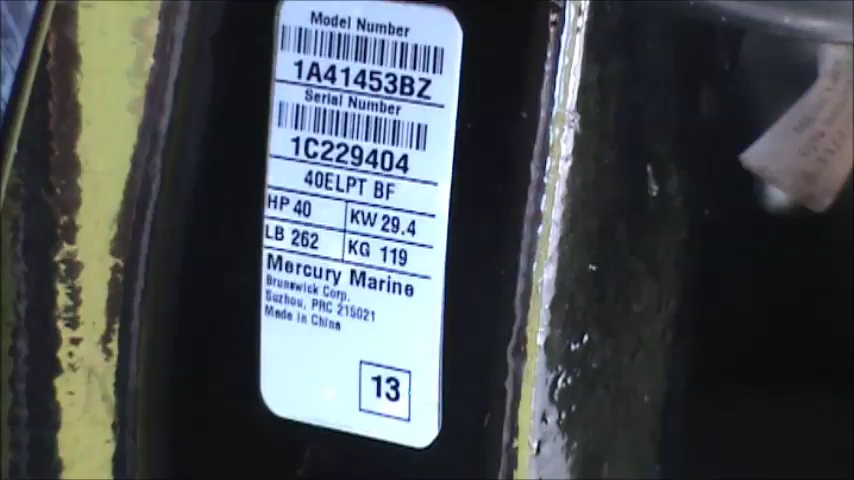 Model Number
1A41453BZ
Serial Number
1C229404
40ELPT BF
HP 40 KW 29.4
LB 262 KG 119
Mercury Marine
Brunswick Corp.
Suzhou, PRC 215021
Made in China
13